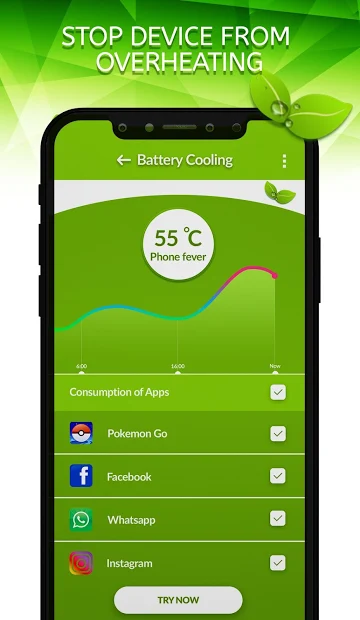 STOP DEVICE FROM
OVERHEATING
Battery Cooling
55 °C
Phone fever
6:00
16:00
Now
Consumption of Apps
Pokemon Go
Facebook
Whatsapp
Instagram
TRY NOW